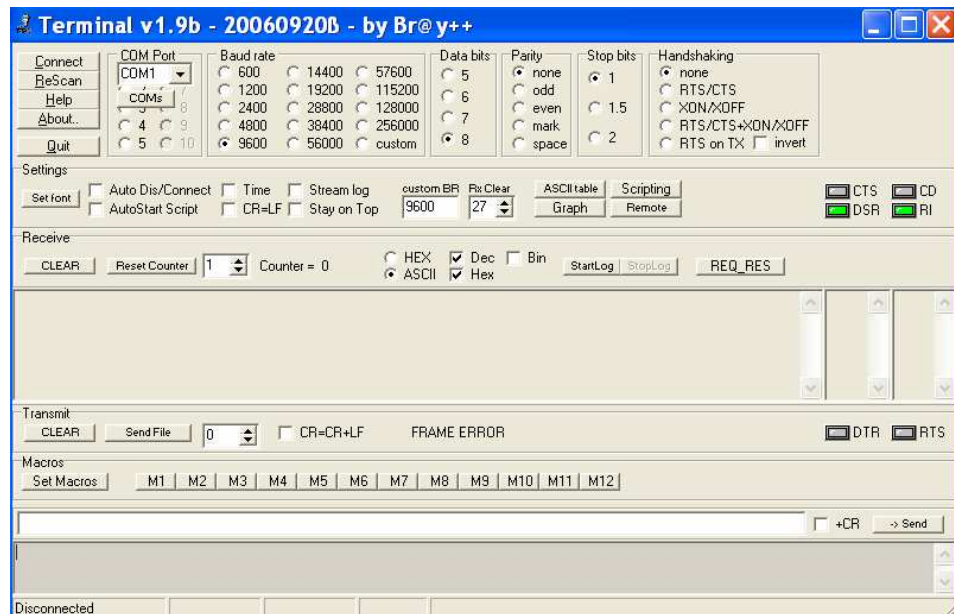 Terminal v1.9b - 20060920ß - by Br@y++
Connect
ReScan
Help
About..
Quit
COM Port
COM1
COMs
4 9
5 10
Baud rate
600 14400 57600
1200 19200 115200
2400 28800 128000
4800 38400 256000
9600 56000 custom
Data bits
5
6
7
8
Parity
none
odd
even
mark
space
Stop bits
1
1.5
2
Handshaking
none
RTS/CTS
XON/XOFF
RTS/CTS+XON/XOFF
RTS on TX invert
Settings
Set font
Auto Dis/Connect Time Stream log
AutoStart Script CR=LF Stay on Top
custom BR Rx Clear
9600 27
ASCII table Scripting
Graph Remote
CTS CD
DSR RI
Receive
CLEAR Reset Counter 1 Counter = 0
HEX
ASCII
Dec Bin
Hex
StartLog StopLog REQ_RES
Transmit
CLEAR Send File 0 CR=CR+LF FRAME ERROR DTR RTS
Macros
Set Macros M1 M2 M3 M4 M5 M6 M7 M8 M9 M10 M11 M12
+CR -> Send
Disconnected